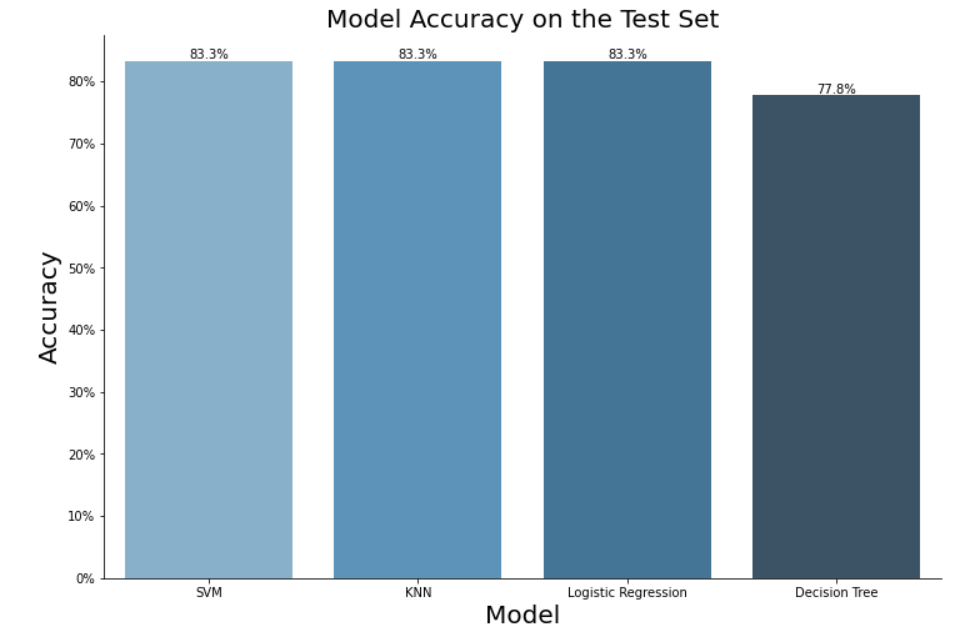 Model Accuracy on the Test Set
83.3%
83.3%
83.3%
77.8%
Accuracy
80%
70%
60%
50%
40%
30%
20%
10%
0%
SVM
KNN
Logistic Regression
Decision Tree
Model